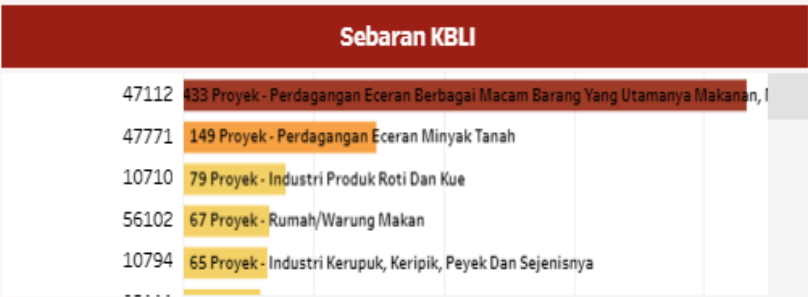 Sebaran KBLI
47112 433 Proyek - Perdagangan Eceran Berbagai Macam Barang Yang Utamanya Makanan,
47771 149 Proyek - Perdagangan Eceran Minyak Tanah
10710 79 Proyek - Industri Produk Roti Dan Kue
56102 67 Proyek - Rumah/Warung Makan
10794 65 Proyek - Industri Kerupuk, Keripik, Peyek Dan Sejenisnya